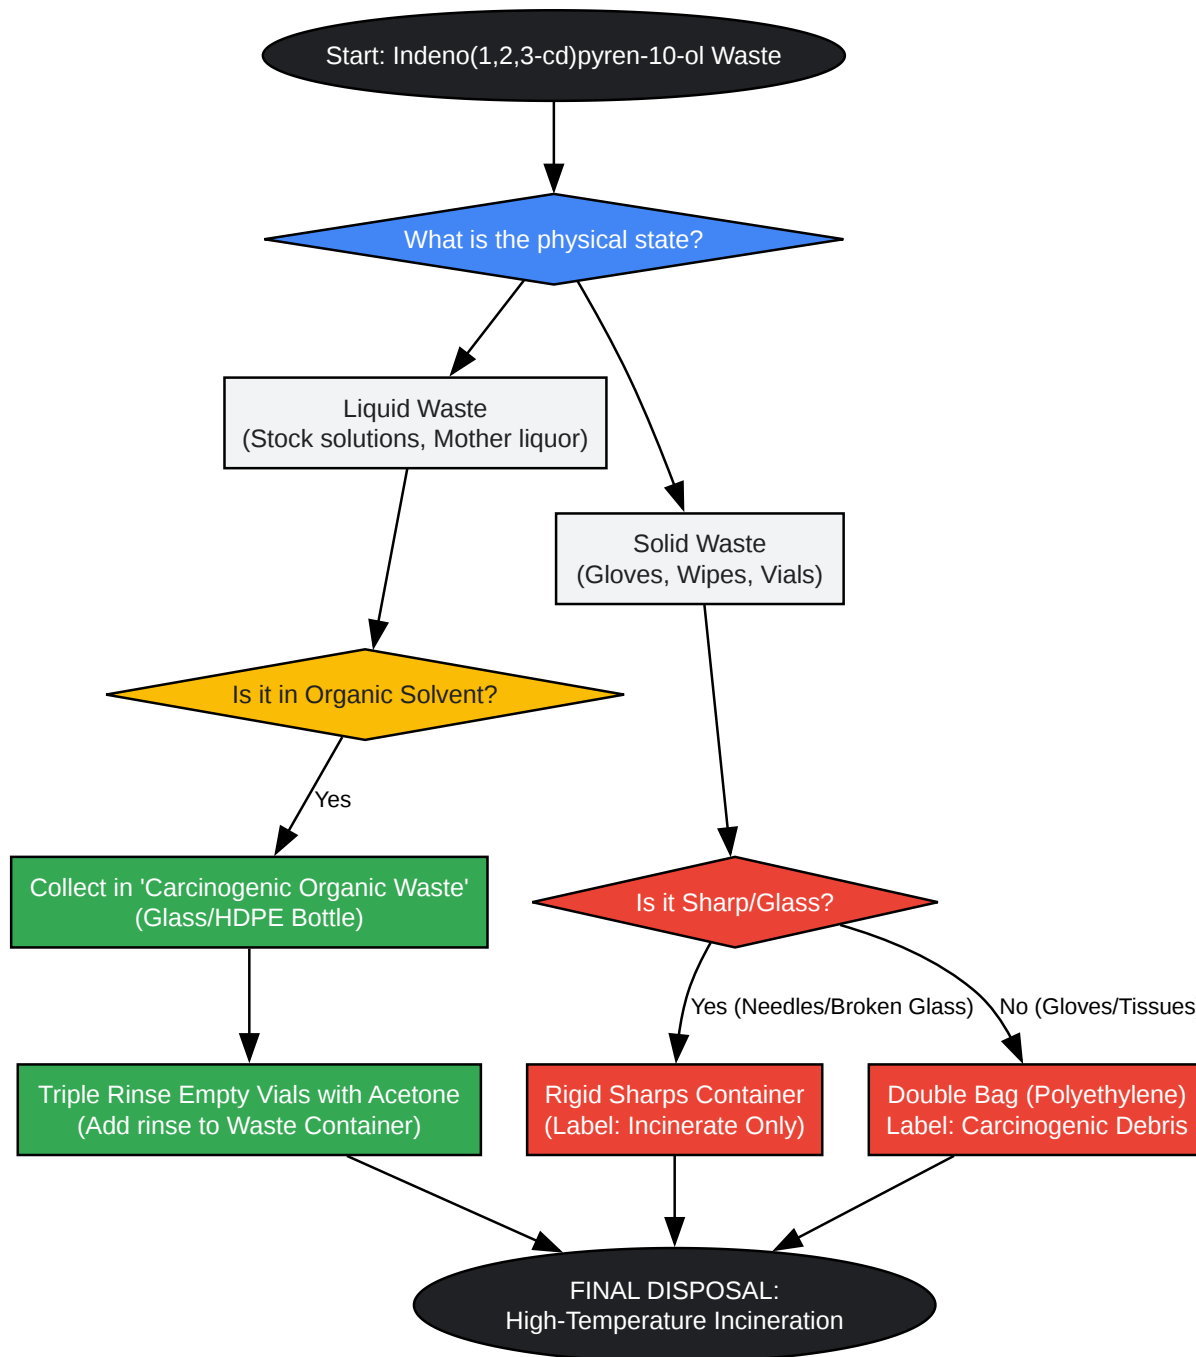 Start: Indeno(1,2,3-cd)pyren-10-ol Waste
What is the physical state?
Liquid Waste
(Stock solutions, Mother liquor)
Solid Waste
(Gloves, Wipes, Vials)
Is it in Organic Solvent?
Yes
Collect in 'Carcinogenic Organic Waste'
(Glass/HDPE Bottle)
Is it Sharp/Glass?
Yes (Needles/Broken Glass)
No (Gloves/Tissues
Triple Rinse Empty Vials with Acetone
(Add rinse to Waste Container)
Rigid Sharps Container
(Label: Incinerate Only)
Double Bag (Polyethylene)
Label: Carcinogenic Debris
FINAL DISPOSAL:
High-Temperature Incineration